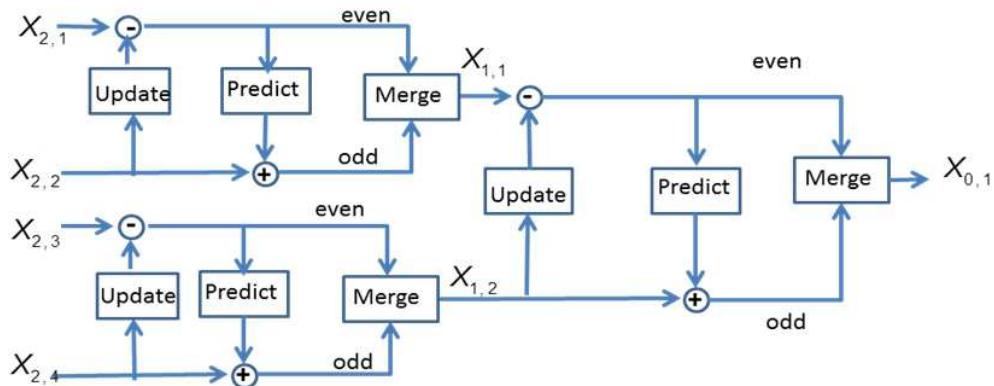 X2,1
-
even
Update
Predict
Merge
X1,1
-
even
X2,2
+
odd
Update
Predict
Merge
X0,1
X2,3
-
even
Update
Predict
Merge
X1,2
+
odd
X2,4
+
odd